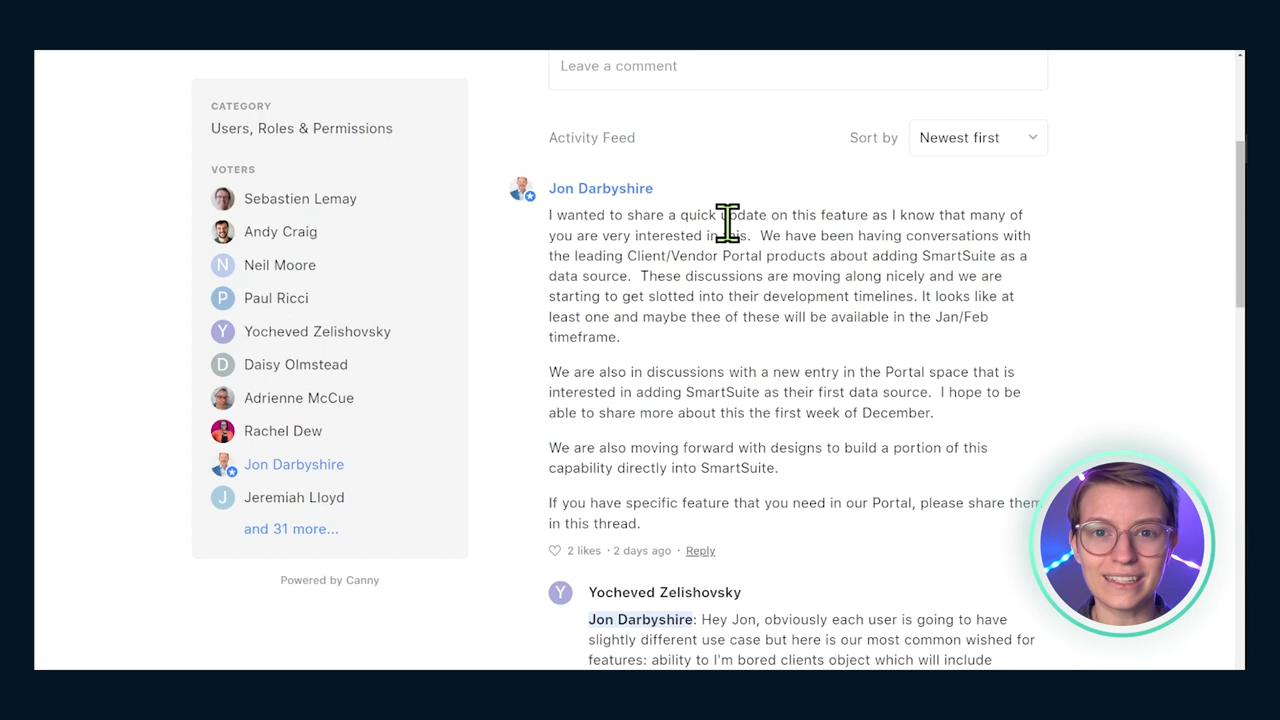 CATEGORY
Users, Roles & Permissions
VOTERS
Sebastien Lemay
Andy Craig
N
Neil Moore
P
Paul Ricci
Y
Yocheved Zelishovsky
D
Daisy Olmstead
Adrienne McCue
Rachel Dew
Jon Darbyshire
J
Jeremiah Lloyd
and 31 more...
Powered by Canny
Leave a comment
Activity Feed
Sort by
Newest first
Jon Darbyshire
I wanted to share a quick update on this feature as I know that many of
you are very interested in this. We have been having conversations with
the leading Client/Vendor Portal products about adding SmartSuite as a
data source. These discussions are moving along nicely and we are
starting to get slotted into their development timelines. It looks like at
least one and maybe thee of these will be available in the Jan/Feb
timeframe.
We are also in discussions with a new entry in the Portal space that is
interested in adding SmartSuite as their first data source. I hope to be
able to share more about this the first week of December.
We are also moving forward with designs to build a portion of this
capability directly into SmartSuite.
If you have specific feature that you need in our Portal, please share them
in this thread.
2 likes · 2 days ago · Reply
Y
Yocheved Zelishovsky
Jon Darbyshire: Hey Jon, obviously each user is going to have
slightly different use case but here is our most common wished for
features: ability to I'm bored clients object which will include